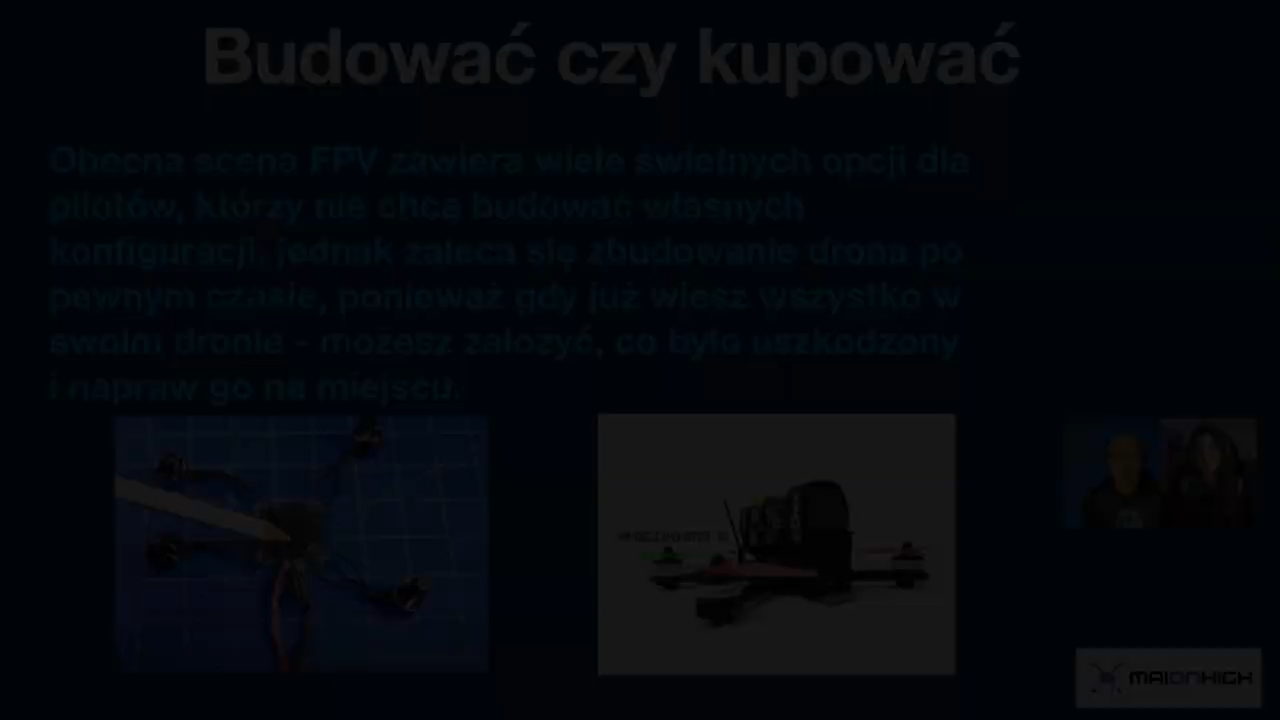 Budować czy kupować
Obecna scena FPV zawiera wiele świetnych opcji dla
pilotów, którzy nie chcą budować własnych
konfiguracji, jednak zaleca się zbudowanie drona po
pewnym czasie, ponieważ gdy już wiesz wszystko w
swoim dronie - możesz założyć, co było uszkodzony
i napraw go na miejscu.
MAIONHIGH